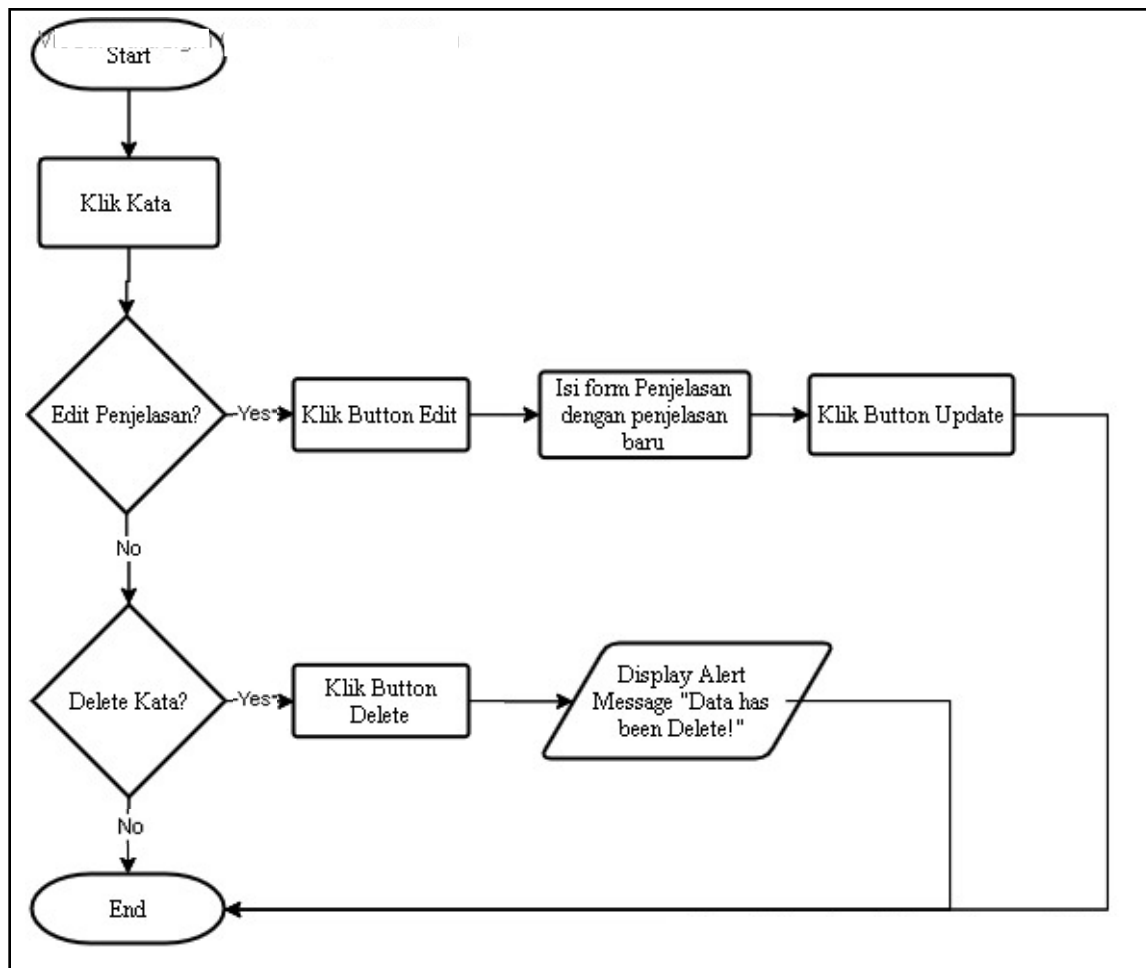 Start
Klik Kata
Edit Penjelasan?
Yes
Klik Button Edit
Isi form Penjelasan
dengan penjelasan
baru
Klik Button Update
No
Delete Kata?
Yes
Klik Button
Delete
Display Alert
Message "Data has
been Delete!"
No
End